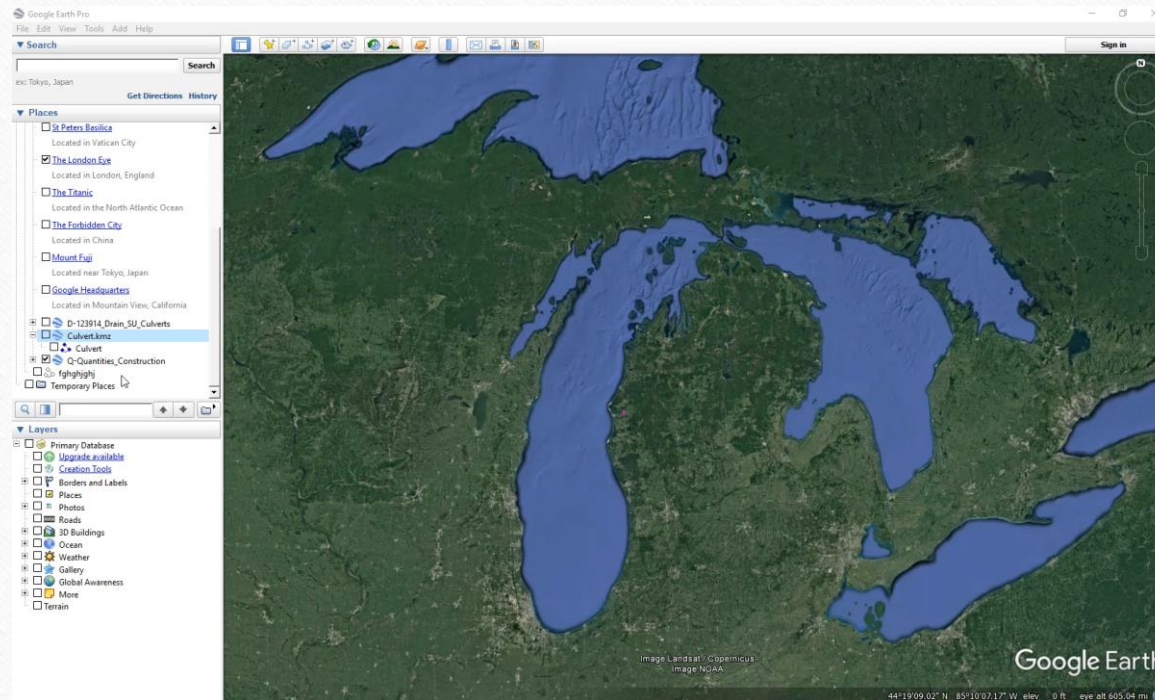 Google Earth Pro
File Edit View Tools Add Help
▼ Search
Sign in
Search
ex: Tokyo, Japan
Get Directions History
▼ Places
St Peters Basilica
Located in Vatican City
The London Eye
Located in London, England
The Titanic
Located in the North Atlantic Ocean
The Forbidden City
Located in China
Mount Fuji
Located near Tokyo, Japan
Google Headquarters
Located in Mountain View, California
D-123914_Drain_SU_Culverts
Culvert.kmz
Culvert
Q-Quantities_Construction
fghghjghj
Temporary Places
▼ Layers
Primary Database
Upgrade available
Creation Tools
Borders and Labels
Places
Photos
Roads
3D Buildings
Ocean
Weather
Gallery
Global Awareness
More
Terrain
N
Image Landsat / Copernicus
Image NOAA
Google Earth
44°19'09.02" N 85°10'07.17" W elev 0 ft eye alt 605.04 mi